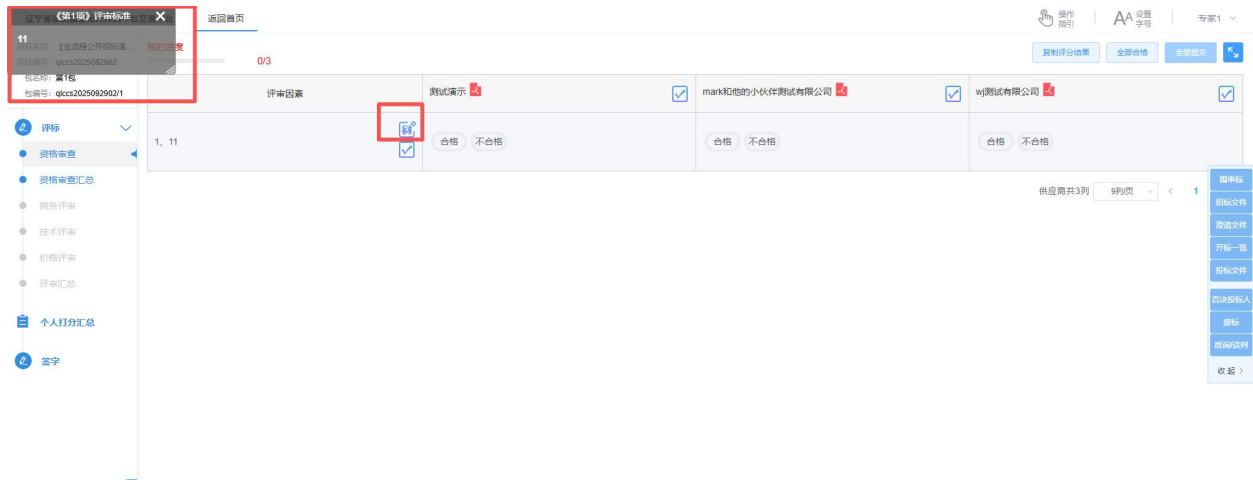 《第1项》评审标准
返回首页
操作指引
AA 设置字号
专家1
11
项目名称：【全流程公开招标演...
项目编号：qlccs2025092902
包名称：第1包
包编号：qlccs2025092902/1
我的进度
0/3
复制评分结果
全部合格
全部提交
评审因素
测试演示
mark和他的小伙伴测试有限公司
wj测试有限公司
1、11
合格 不合格
合格 不合格
合格 不合格
供应商共3列
9列/页
1
评标
资格审查
资格审查汇总
商务评审
技术评审
价格评审
评审汇总
个人打分汇总
签字
围串标
招标文件
澄清文件
开标一览
投标文件
否决投标人
废标
质询/谈判
收起